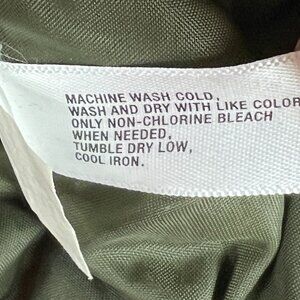 MACHINE WASH COLD,
WASH AND DRY WITH LIKE COLOR
ONLY NON-CHLORINE BLEACH
WHEN NEEDED,
TUMBLE DRY LOW,
COOL IRON.